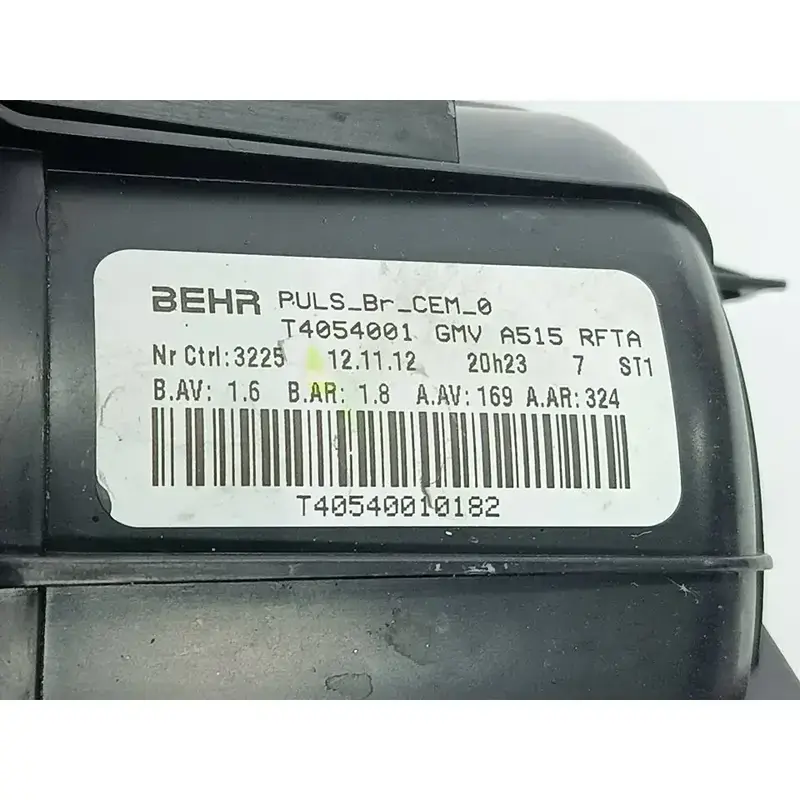 BEHR PULS_Br_CEM_0
T4054001 GMV A515 RFTA
Nr Ctrl:3225 12.11.12 20h23 7 ST1
B.AV: 1.6 B.AR: 1.8 A.AV: 169 A.AR: 324
T40540010182